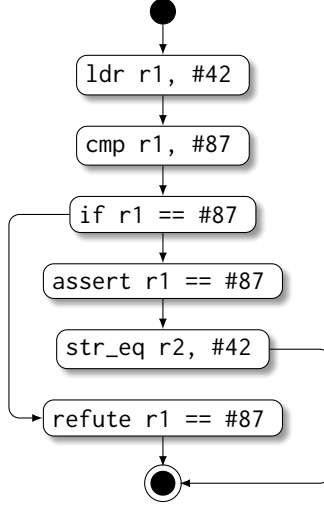 ldr r1, #42
cmp r1, #87
if r1 == #87
assert r1 == #87
str_eq r2, #42
refute r1 == #87